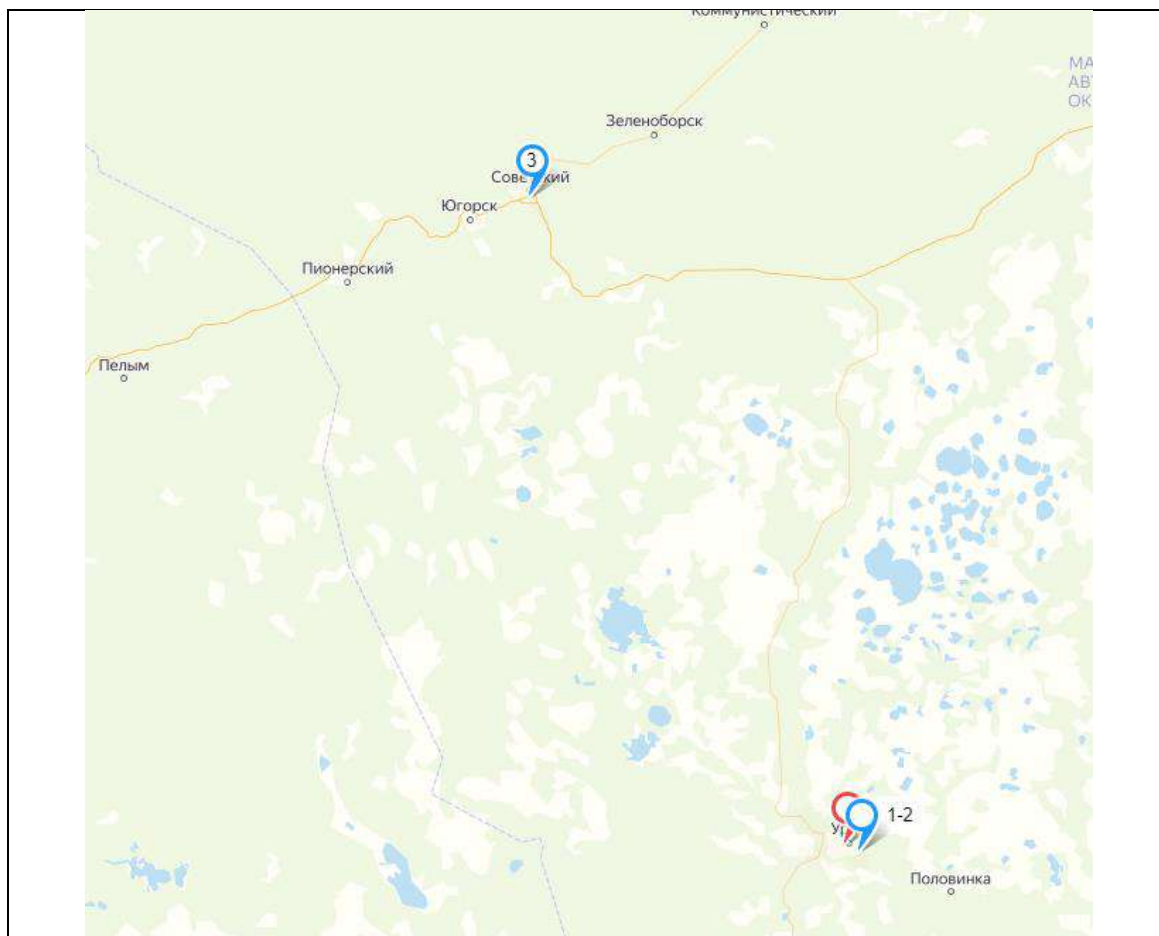 Коммунистический
МА
АВТ
ОК
Зеленоборск
3
Югорск
Пионерский
Пелым
1-2
Половинка